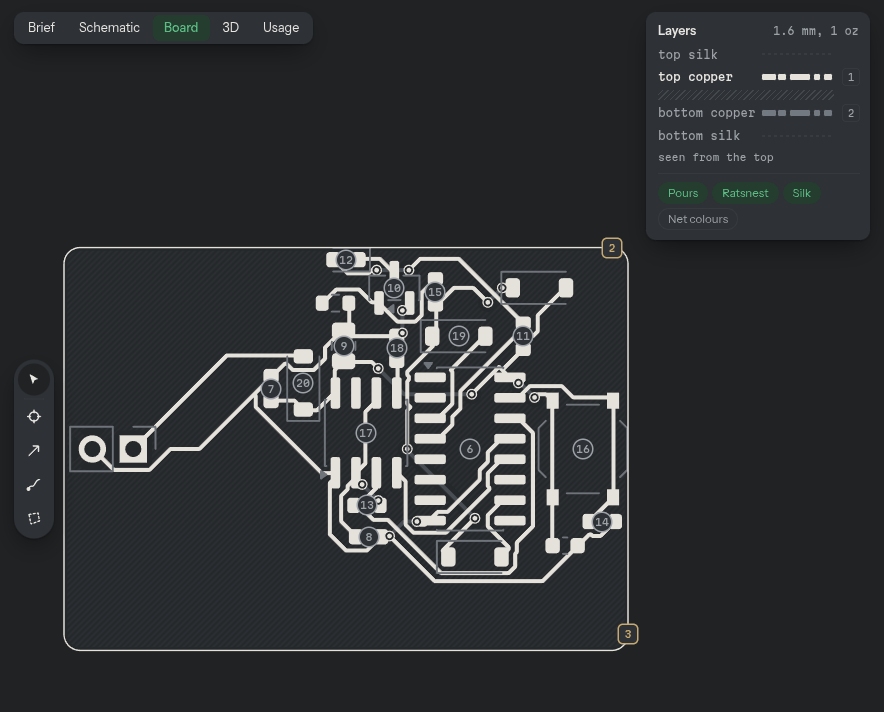 Brief Schematic Board 3D Usage
Layers 1.6 mm, 1 oz
top silk
top copper 1
bottom copper 2
bottom silk
seen from the top
Pours Ratsnest Silk
Net colours
2
12
10
15
19
11
9
18
20
7
17
6
16
13
14
8
3